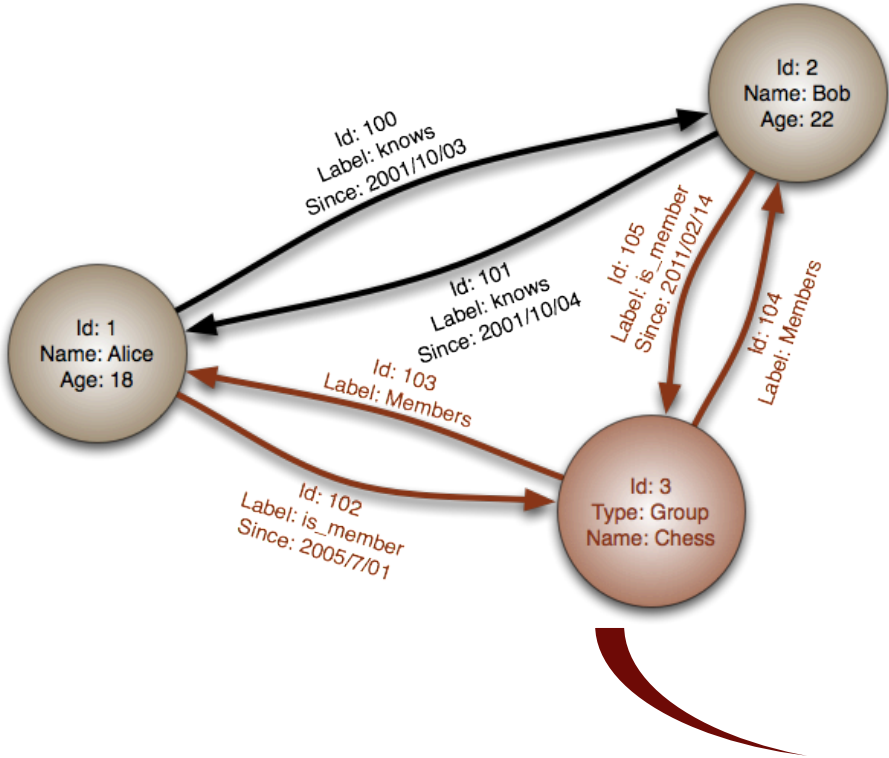 Id: 2
Name: Bob
Age: 22
Id: 100
Label: knows
Since: 2001/10/03
Id: 101
Label: knows
Since: 2001/10/04
Id: 105
Label: is_member
Since: 2011/02/14
Id: 104
Label: Members
Id: 1
Name: Alice
Age: 18
Id: 103
Label: Members
Id: 102
Label: is_member
Since: 2005/7/01
Id: 3
Type: Group
Name: Chess